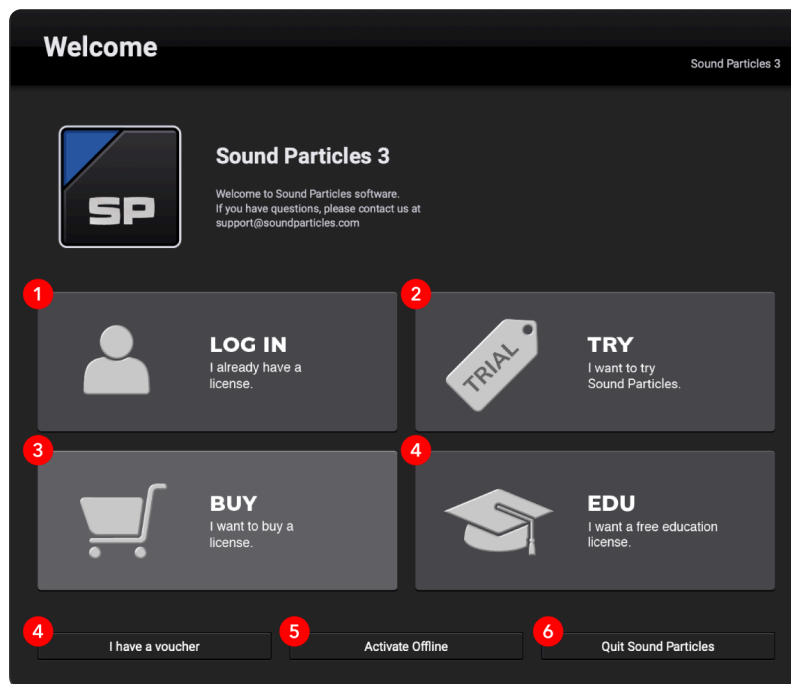 Welcome
Sound Particles 3
SP
Sound Particles 3
Welcome to Sound Particles software.
If you have questions, please contact us at
support@soundparticles.com
1
LOG IN
I already have a
license.
2
TRIAL
TRY
I want to try
Sound Particles.
3
BUY
I want to buy a
license.
4
EDU
I want a free education
license.
4
I have a voucher
5
Activate Offline
6
Quit Sound Particles